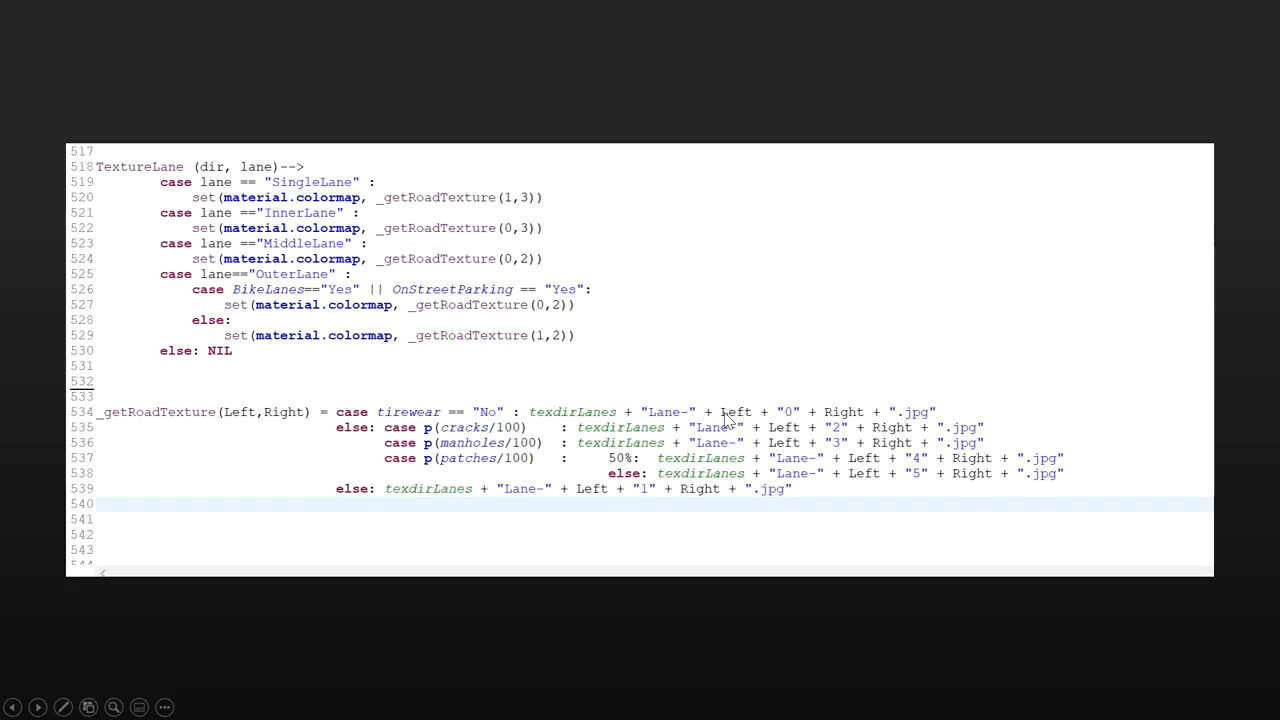 517
518 TextureLane (dir, lane)-->
519 case lane == "SingleLane" :
520 set(material.colormap, _getRoadTexture(1,3))
521 case lane =="InnerLane" :
522 set(material.colormap, _getRoadTexture(0,3))
523 case lane =="MiddleLane" :
524 set(material.colormap, _getRoadTexture(0,2))
525 case lane=="OuterLane" :
526 case BikeLanes=="Yes" || OnStreetParking == "Yes":
527 set(material.colormap, _getRoadTexture(0,2))
528 else:
529 set(material.colormap, _getRoadTexture(1,2))
530 else: NIL
531
532
533
534 _getRoadTexture(Left,Right) = case tirewear == "No" : texdirLanes + "Lane-" + Left + "0" + Right + ".jpg"
535 else: case p(cracks/100) : texdirLanes + "Lane-" + Left + "2" + Right + ".jpg"
536 case p(manholes/100) : texdirLanes + "Lane-" + Left + "3" + Right + ".jpg"
537 case p(patches/100) : 50%: texdirLanes + "Lane-" + Left + "4" + Right + ".jpg"
538 else: texdirLanes + "Lane-" + Left + "5" + Right + ".jpg"
539 else: texdirLanes + "Lane-" + Left + "1" + Right + ".jpg"
540
541
542
543